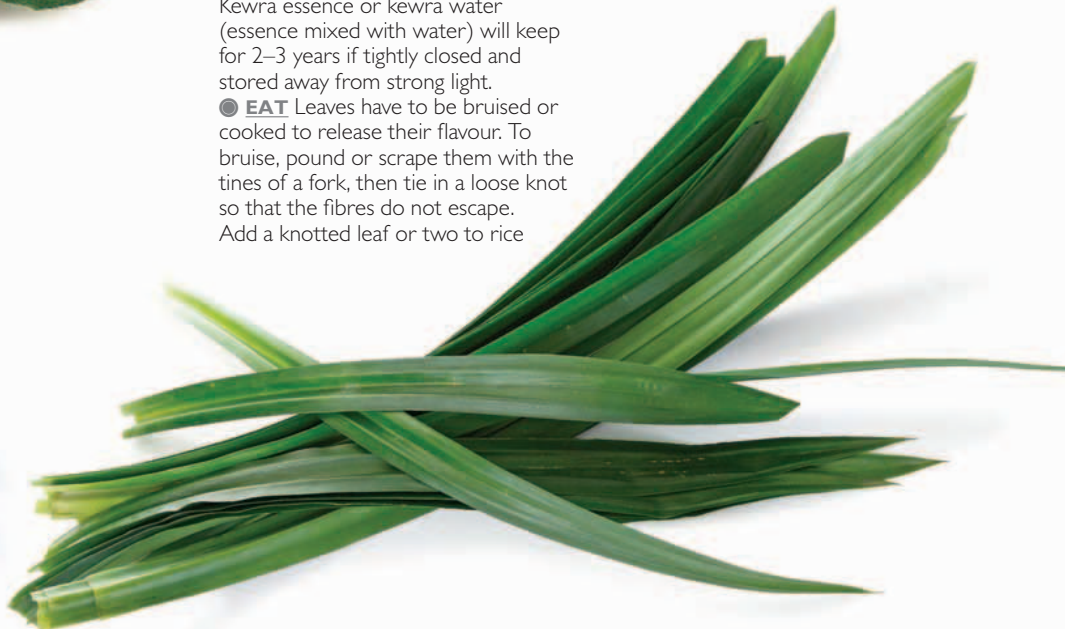 Kewra essence or kewra water
(essence mixed with water) will keep
for 2–3 years if tightly closed and
stored away from strong light.
◉ EAT Leaves have to be bruised or
cooked to release their flavour. To
bruise, pound or scrape them with the
tines of a fork, then tie in a loose knot
so that the fibres do not escape.
Add a knotted leaf or two to rice